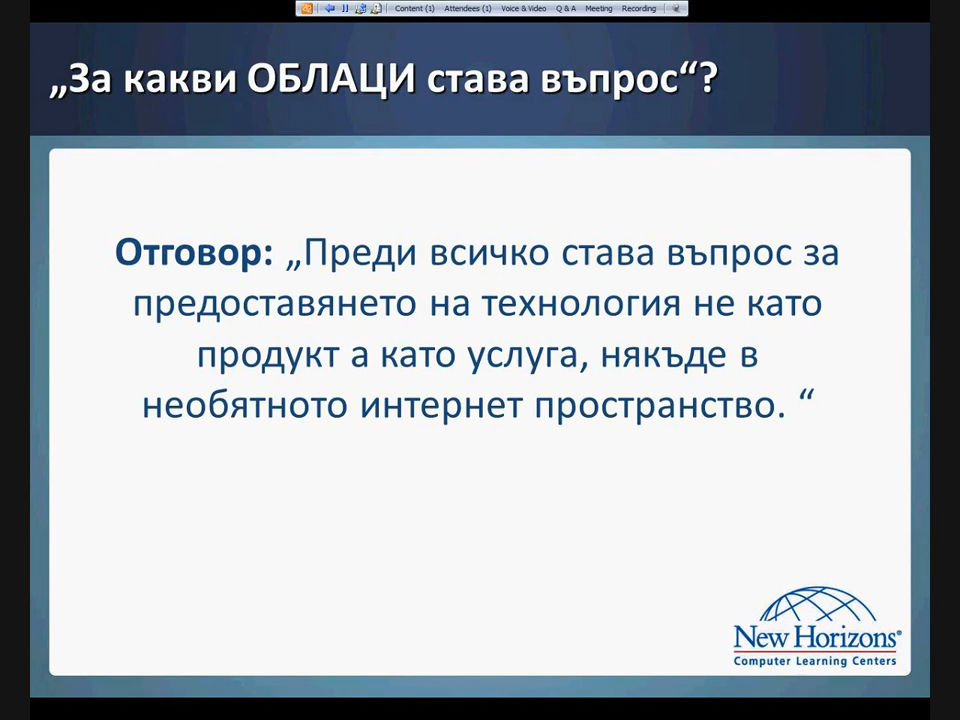 Content (1) Attendees (1) Voice & Video Q & A Meeting Recording
„За какви ОБЛАЦИ става въпрос“?
Отговор: „Преди всичко става въпрос за
предоставянето на технология не като
продукт а като услуга, някъде в
необятното интернет пространство. “
New Horizons®
Computer Learning Centers